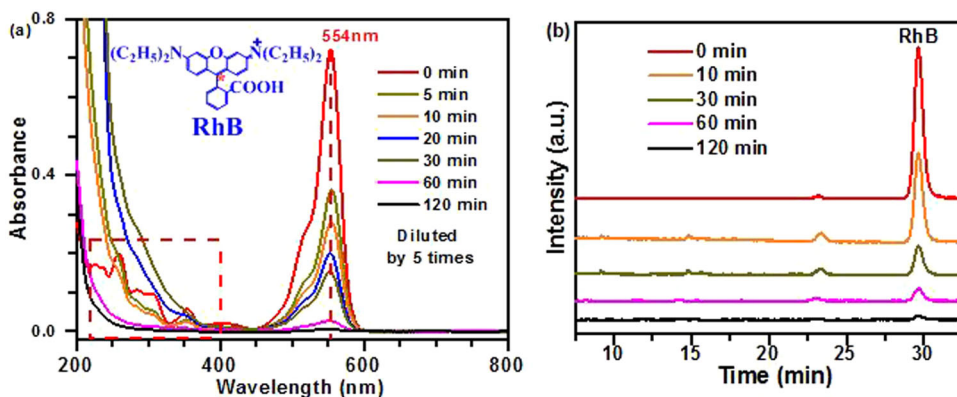 (a)
0.8
0.4
0.0
Absorbance
200
300
400
500
600
700
800
Wavelength (nm)
(C₂H₅)₂N
O
+
N(C₂H₅)₂
*
COOH
RhB
554nm
0 min
5 min
10 min
20 min
30 min
60 min
120 min
Diluted
by 5 times
(b)
Intensity (a.u.)
0 min
10 min
30 min
60 min
120 min
RhB
10
15
20
25
30
Time (min)